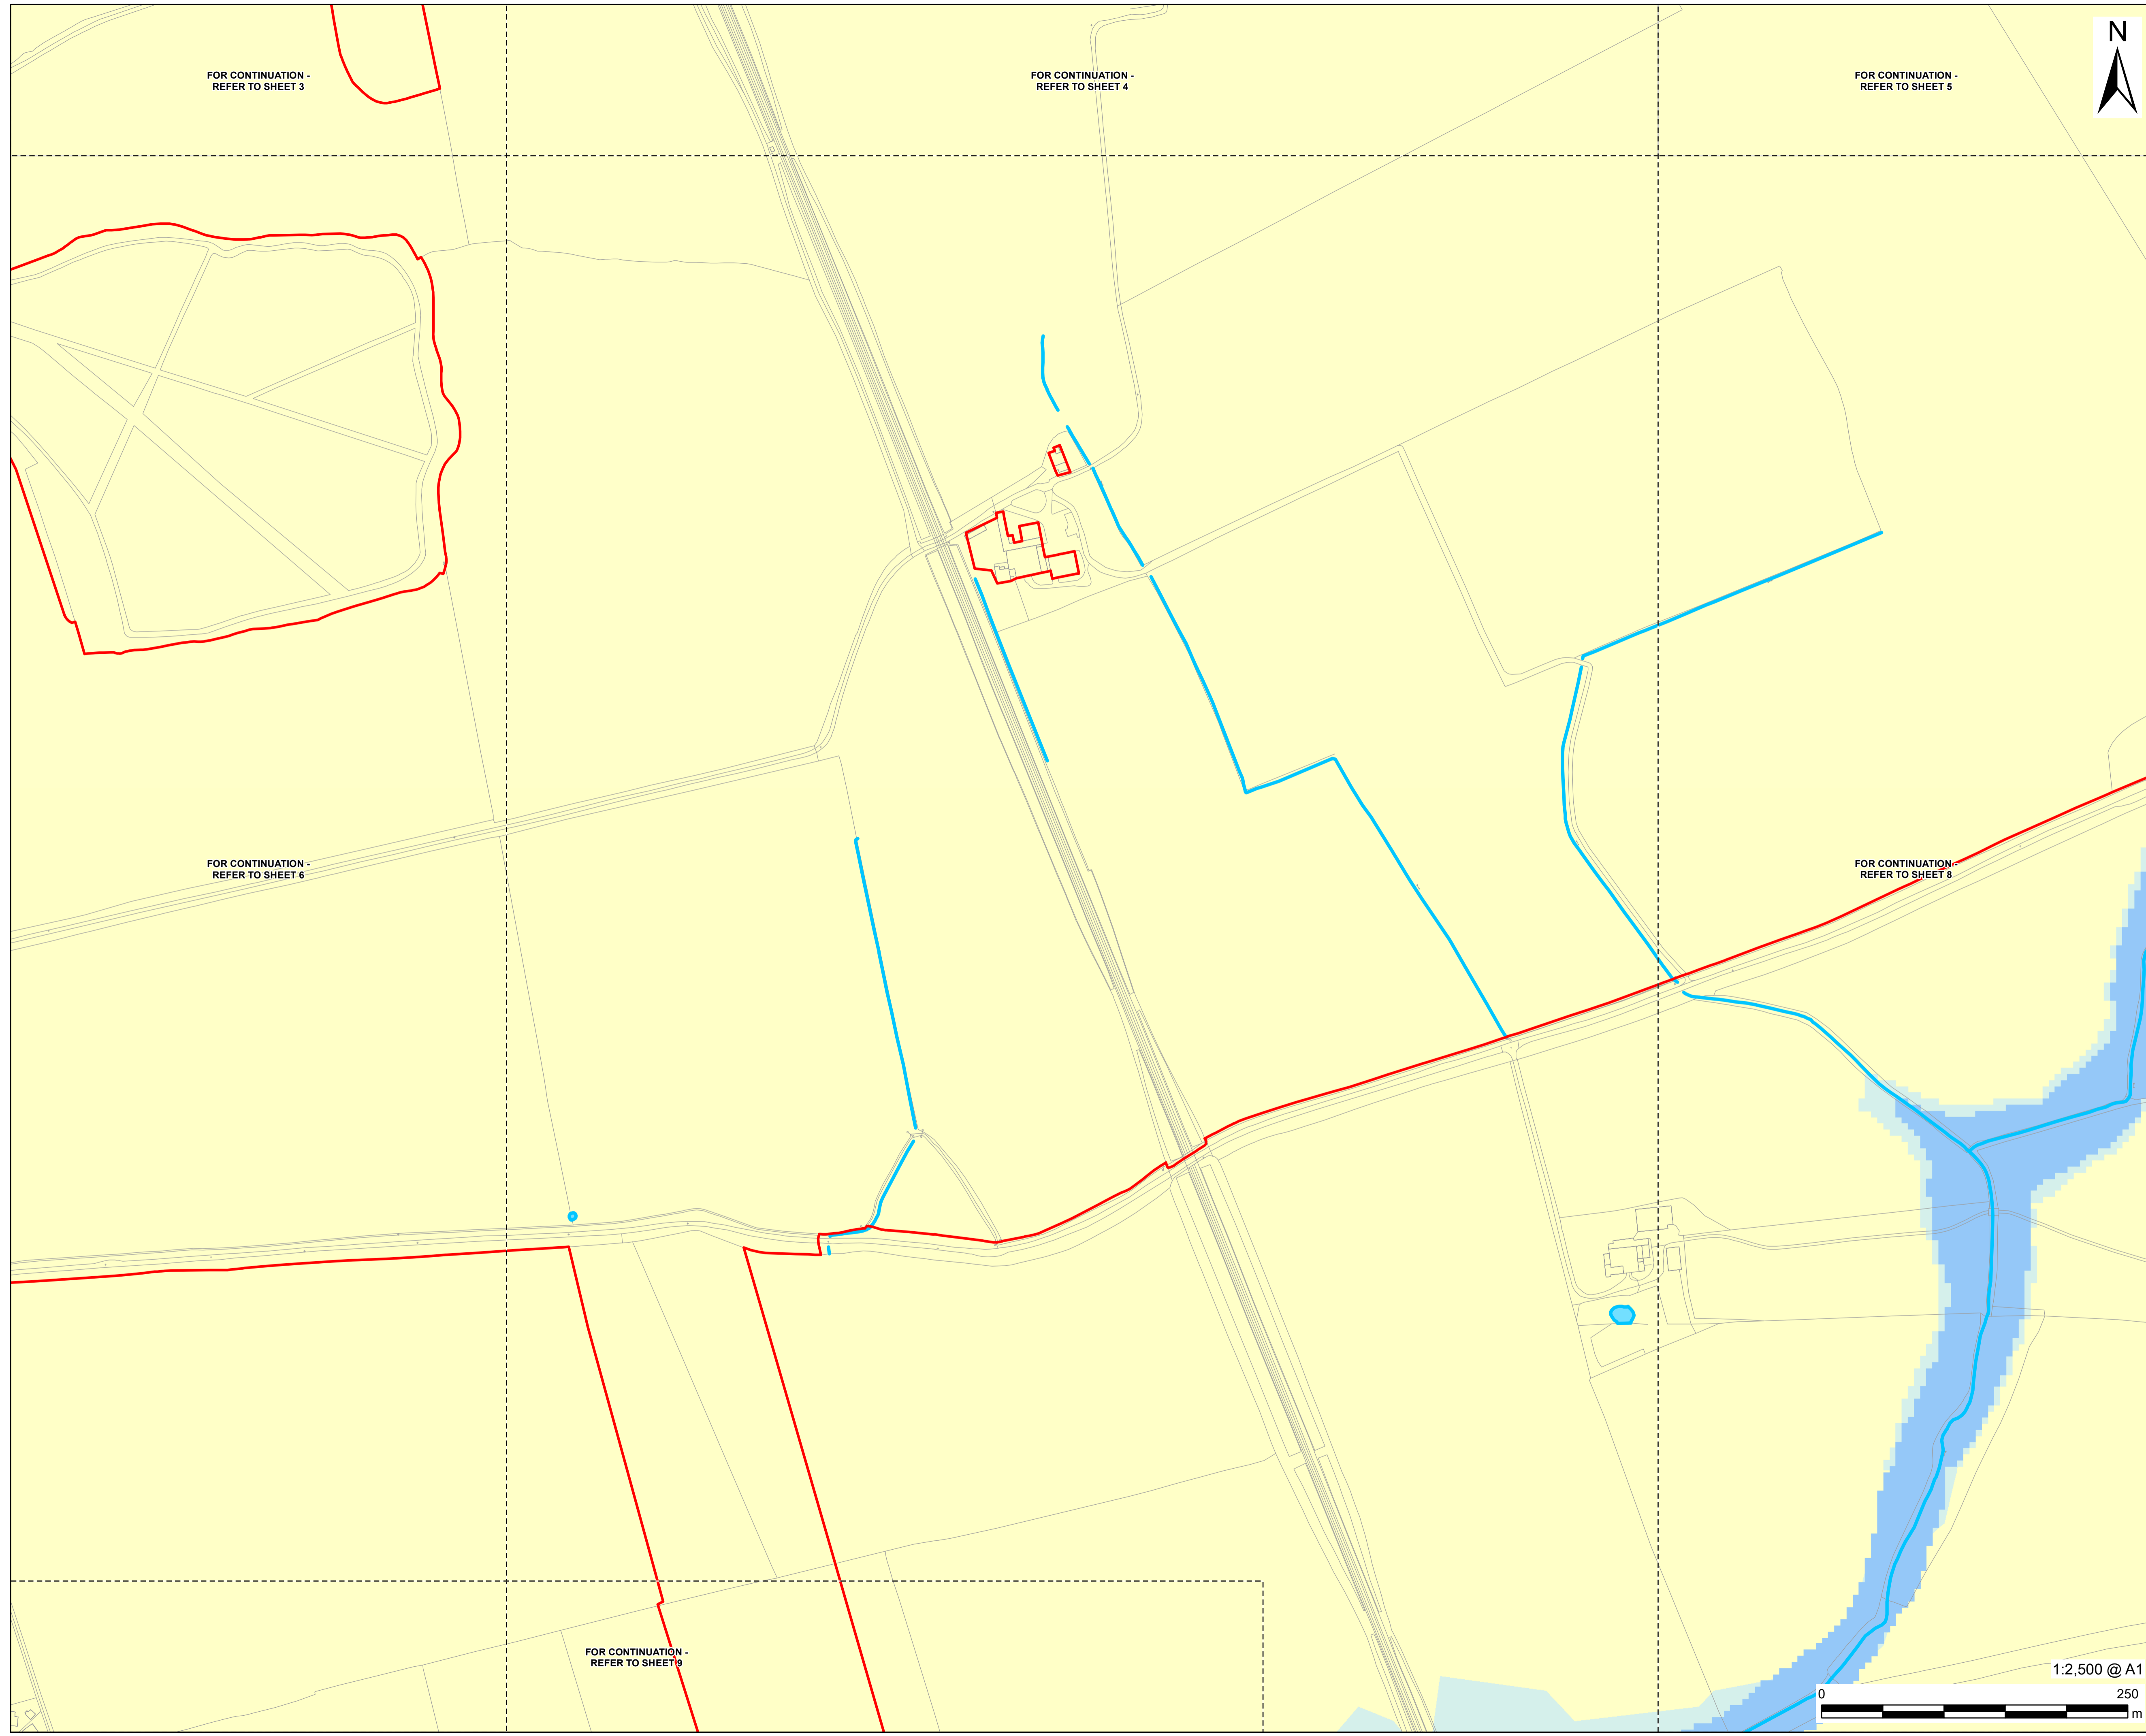 FOR CONTINUATION -
REFER TO SHEET 3
FOR CONTINUATION -
REFER TO SHEET 4
FOR CONTINUATION -
REFER TO SHEET 5
N
FOR CONTINUATION -
REFER TO SHEET 6
FOR CONTINUATION -
REFER TO SHEET 8
FOR CONTINUATION -
REFER TO SHEET 9
1:2,500 @ A1
0 250
m